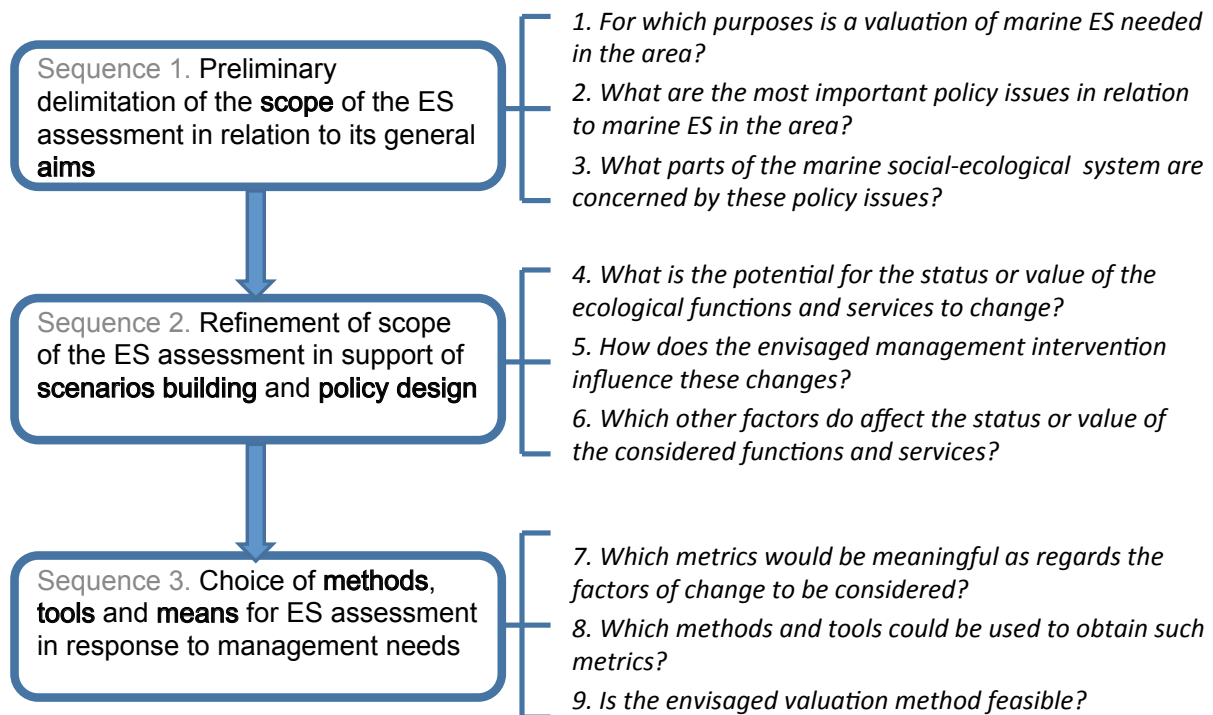 Sequence 1. Preliminary
delimitation of the scope of the ES
assessment in relation to its general
aims
1. For which purposes is a valuation of marine ES needed
in the area?
2. What are the most important policy issues in relation
to marine ES in the area?
3. What parts of the marine social-ecological system are
concerned by these policy issues?
Sequence 2. Refinement of scope
of the ES assessment in support of
scenarios building and policy design
4. What is the potential for the status or value of the
ecological functions and services to change?
5. How does the envisaged management intervention
influence these changes?
6. Which other factors do affect the status or value of
the considered functions and services?
Sequence 3. Choice of methods,
tools and means for ES assessment
in response to management needs
7. Which metrics would be meaningful as regards the
factors of change to be considered?
8. Which methods and tools could be used to obtain such
metrics?
9. Is the envisaged valuation method feasible?